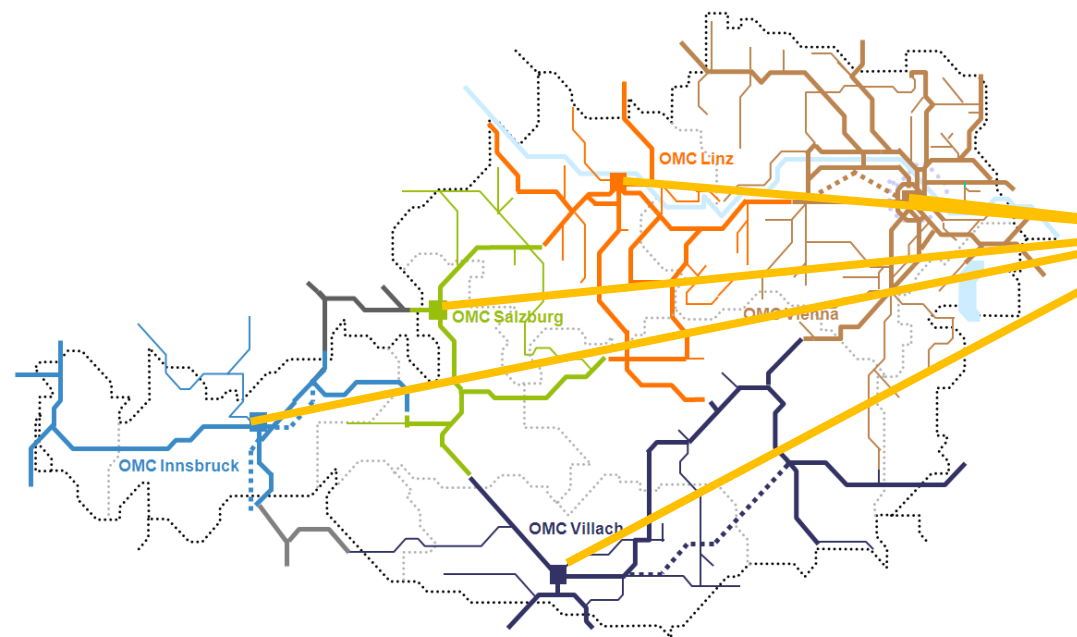 OMC Linz
OMC Salzburg
OMC Vienna
OMC Innsbruck
OMC Villach